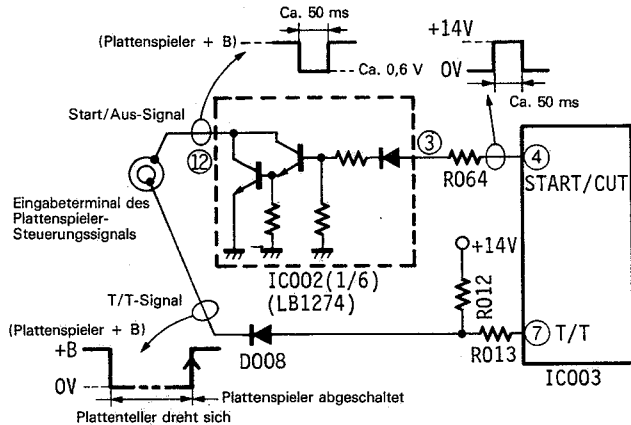 Ca. 50 ms
(Plattenspieler + B)
Ca. 0,6 V
+14V
0V
Ca. 50 ms
Start/Aus-Signal
12
3
4
R064
START/CUT
Eingabeterminal des
Plattenspieler-
Steuerungssignals
IC002(1/6)
(LB1274)
+14V
R012
T/T-Signal
(Plattenspieler + B)
+B
0V
D008
R013
7
T/T
IC003
Plattenspieler abgeschaltet
Plattenteller dreht sich